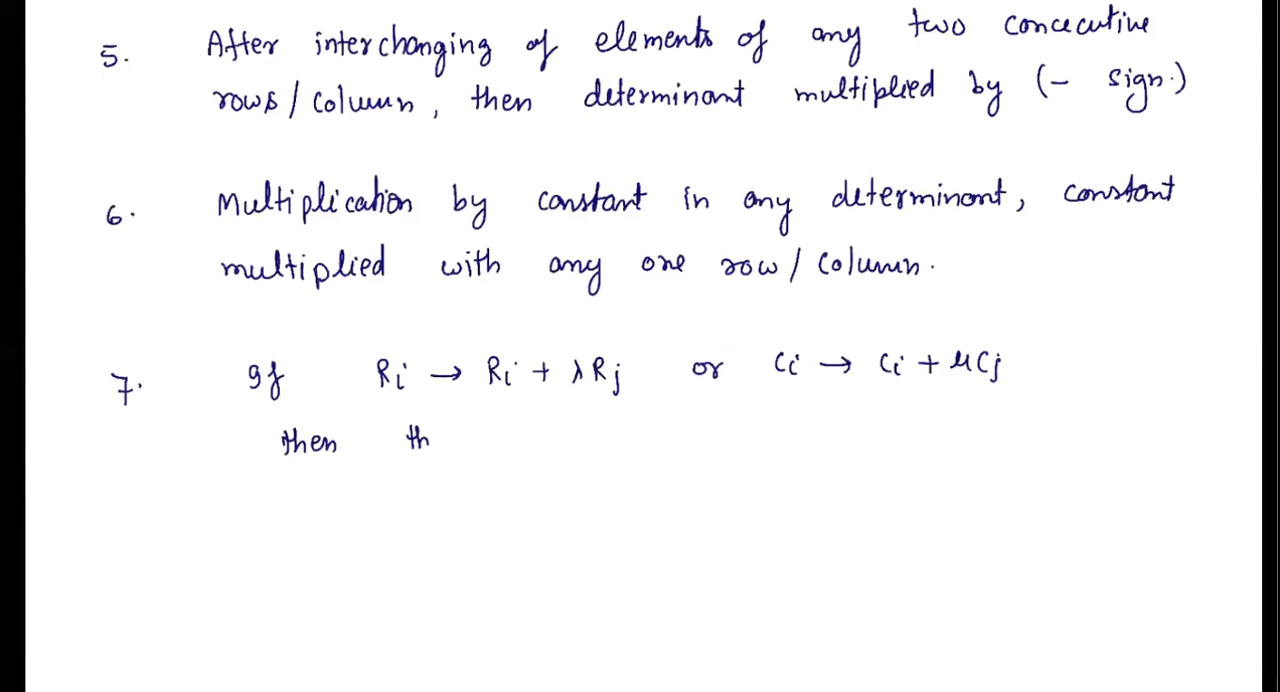 5. After interchanging of elements of any two concecutive
rows / column, then determinant multiplied by (- sign.)
6. Multiplication by constant in any determinant, constant
multiplied with any one row / column.
7. If Ri → Ri + λRj or Ci → Ci + μCj
then th